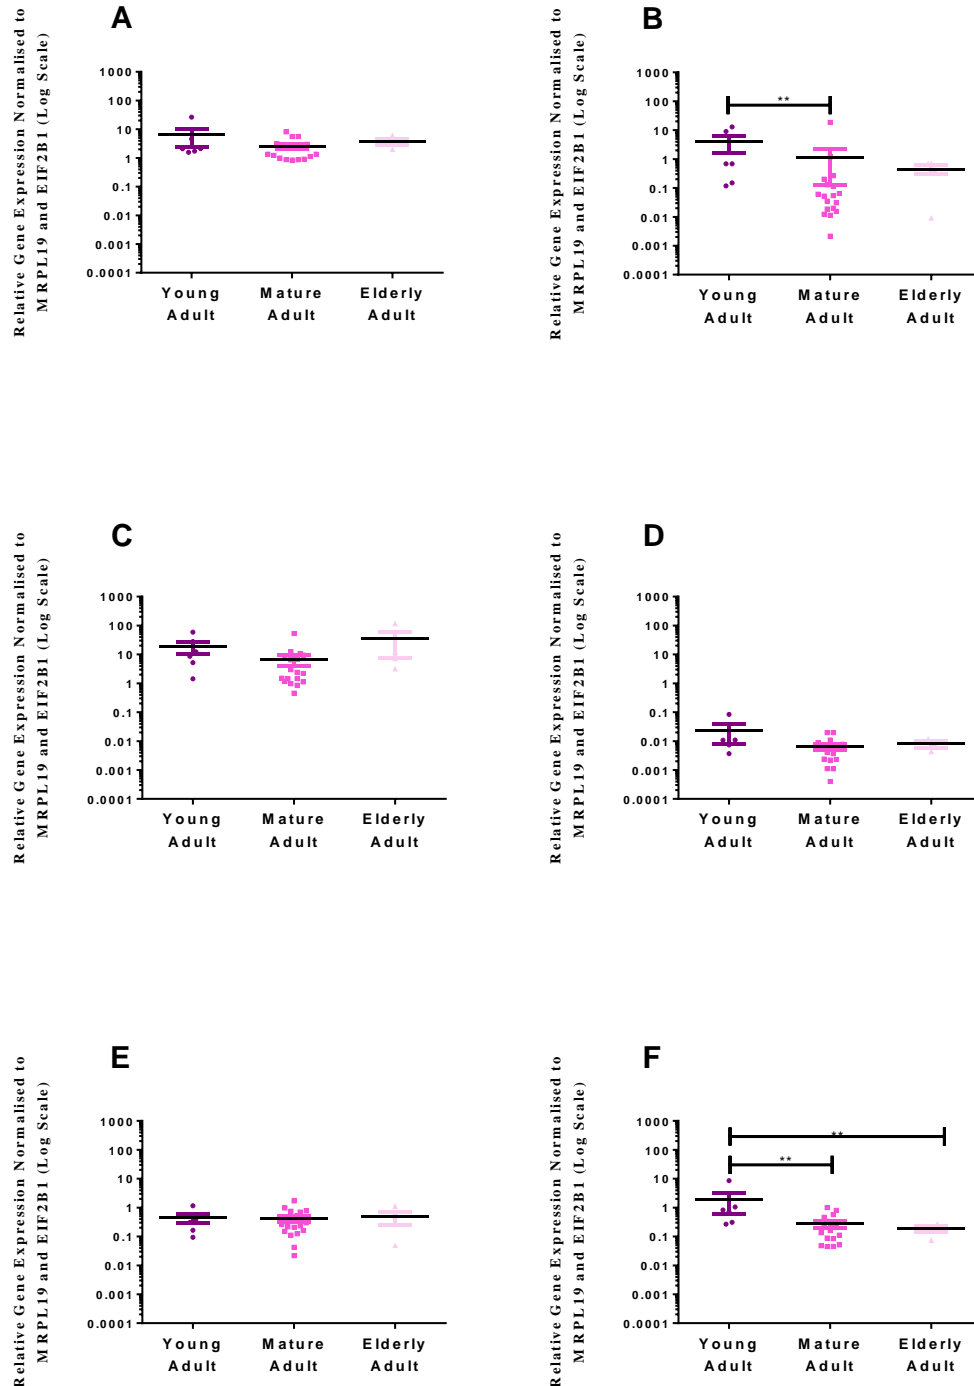 A
Relative Gene Expression Normalised to
MRPL19 and EIF2B1 (Log Scale)
1000
100
10
1
0.1
0.01
0.001
0.0001
Young Adult
Mature Adult
Elderly Adult
B
Relative Gene Expression Normalised to
MRPL19 and EIF2B1 (Log Scale)
1000
100
10
1
0.1
0.01
0.001
0.0001
**
Young Adult
Mature Adult
Elderly Adult
C
Relative Gene Expression Normalised to
MRPL19 and EIF2B1 (Log Scale)
1000
100
10
1
0.1
0.01
0.001
0.0001
Young Adult
Mature Adult
Elderly Adult
D
Relative Gene Expression Normalised to
MRPL19 and EIF2B1 (Log Scale)
1000
100
10
1
0.1
0.01
0.001
0.0001
Young Adult
Mature Adult
Elderly Adult
E
Relative Gene Expression Normalised to
MRPL19 and EIF2B1 (Log Scale)
1000
100
10
1
0.1
0.01
0.001
0.0001
Young Adult
Mature Adult
Elderly Adult
F
Relative Gene Expression Normalised to
MRPL19 and EIF2B1 (Log Scale)
1000
100
10
1
0.1
0.01
0.001
0.0001
**
**
Young Adult
Mature Adult
Elderly Adult